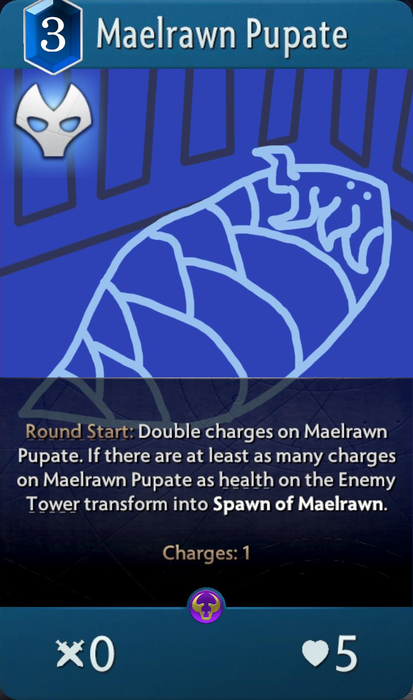 3
Maelrawn Pupate
Round Start: Double charges on Maelrawn
Pupate. If there are at least as many charges
on Maelrawn Pupate as health on the Enemy
Tower transform into Spawn of Maelrawn.
Charges: 1
0
5